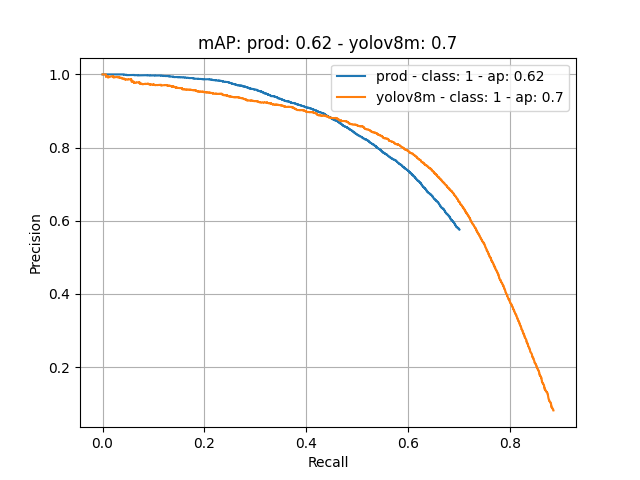 mAP: prod: 0.62 - yolov8m: 0.7
prod - class: 1 - ap: 0.62
yolov8m - class: 1 - ap: 0.7
1.0
0.8
0.6
0.4
0.2
Precision
0.0 0.2 0.4 0.6 0.8
Recall